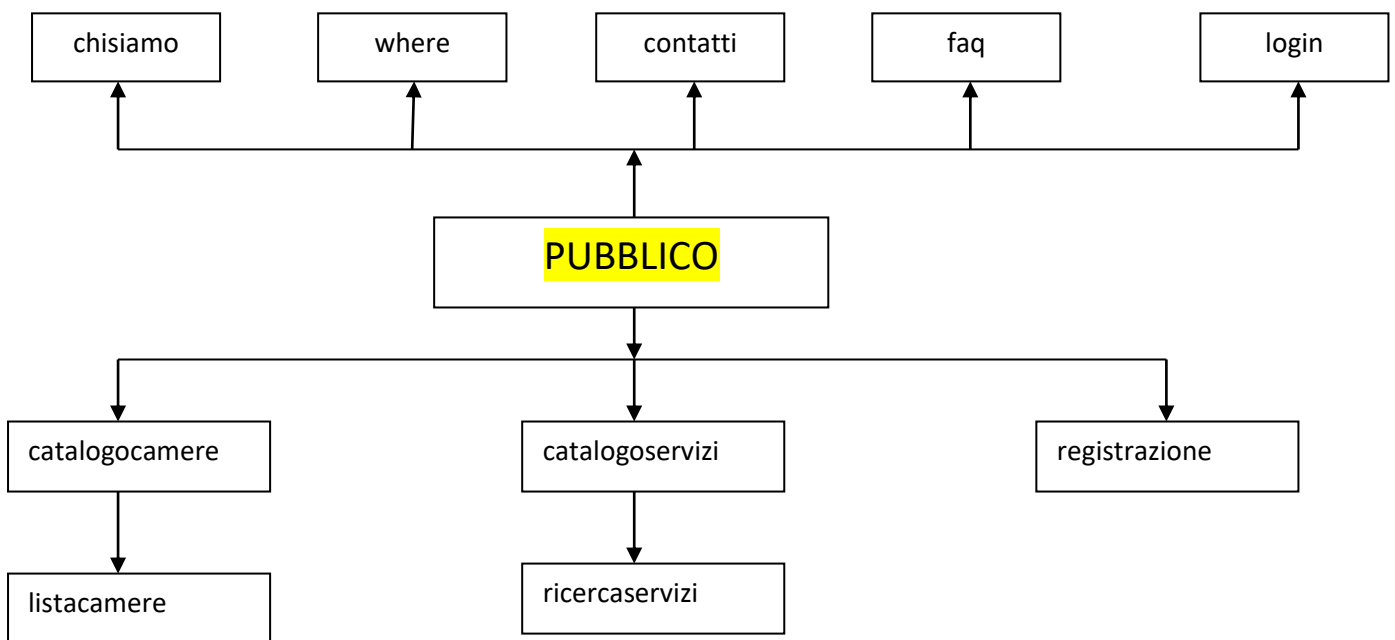 chisiamo
where
contatti
faq
login
PUBBLICO
catalogocamere
catalogoservizi
registrazione
listacamere
ricercaservizi